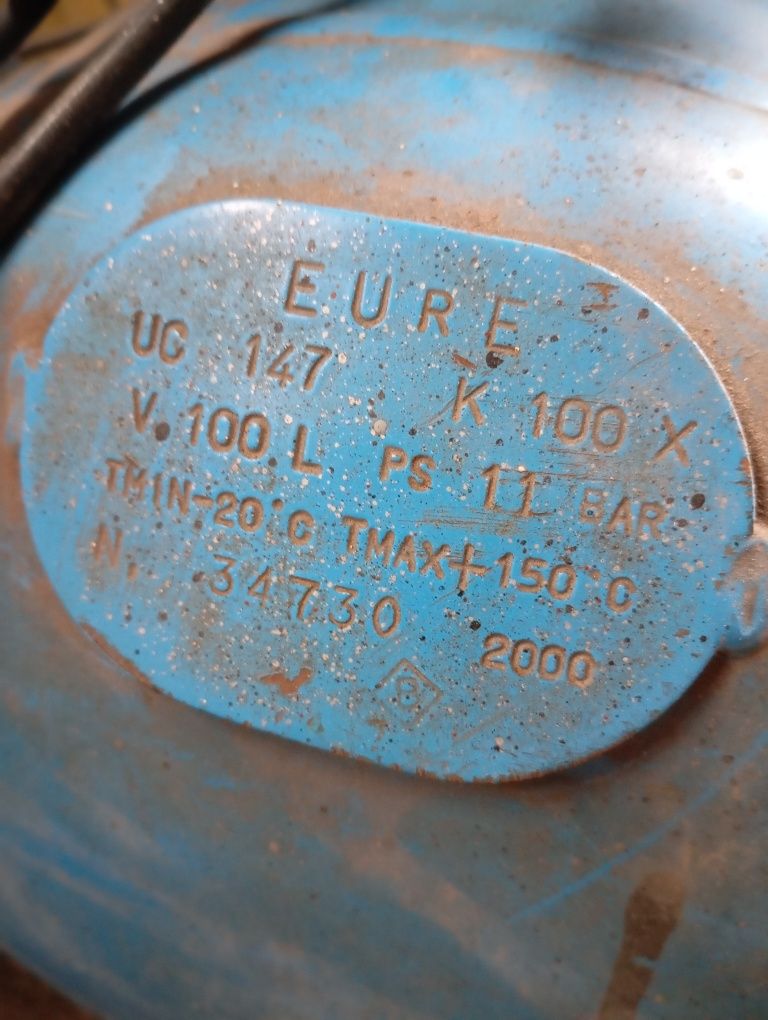 EURE
UC 147 K 100 X
V. 100 L PS 11 BAR
TMIN-20°C TMAX+150°C
N. 34730 2000